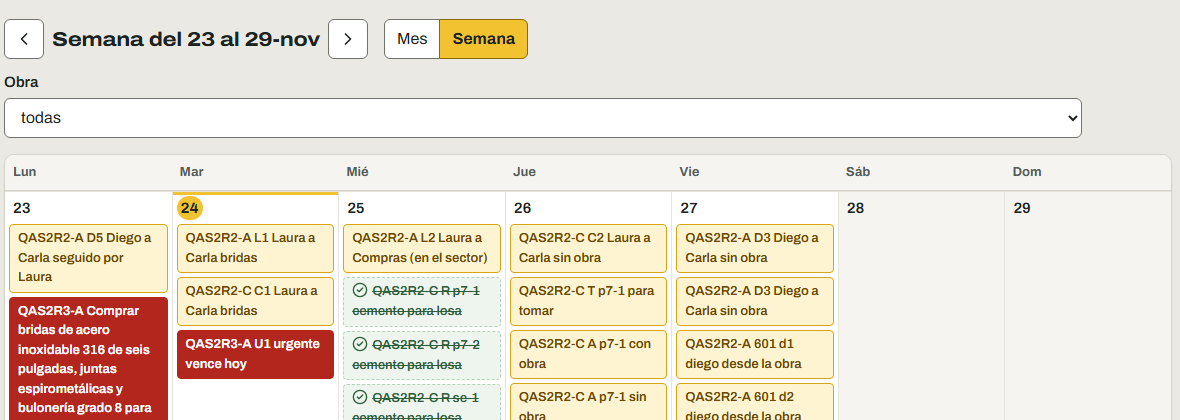 Semana del 23 al 29-nov
Mes
Semana
Obra
todas
Lun
Mar
Mié
Jue
Vie
Sáb
Dom
23
QAS2R2-A D5 Diego a
Carla seguido por
Laura
QAS2R3-A Comprar
bridas de acero
inoxidable 316 de seis
pulgadas, juntas
espirometálicas y
bulonería grado 8 para
24
QAS2R2-A L1 Laura a
Carla bridas
QAS2R2-C C1 Laura a
Carla bridas
QAS2R3-A U1 urgente
vence hoy
25
QAS2R2-A L2 Laura a
Compras (en el sector)
QAS2R2-C R p7-1
cemento para losa
QAS2R2-C R p7-2
cemento para losa
QAS2R2-C R se-1
cemento para losa
26
QAS2R2-C C2 Laura a
Carla sin obra
QAS2R2-C T p7-1 para
tomar
QAS2R2-C A p7-1 con
obra
QAS2R2-C A p7-1 sin
obra
27
QAS2R2-A D3 Diego a
Carla sin obra
QAS2R2-A D3 Diego a
Carla sin obra
QAS2R2-A 601 d1
diego desde la obra
QAS2R2-A 601 d2
diego desde la obra
28
29